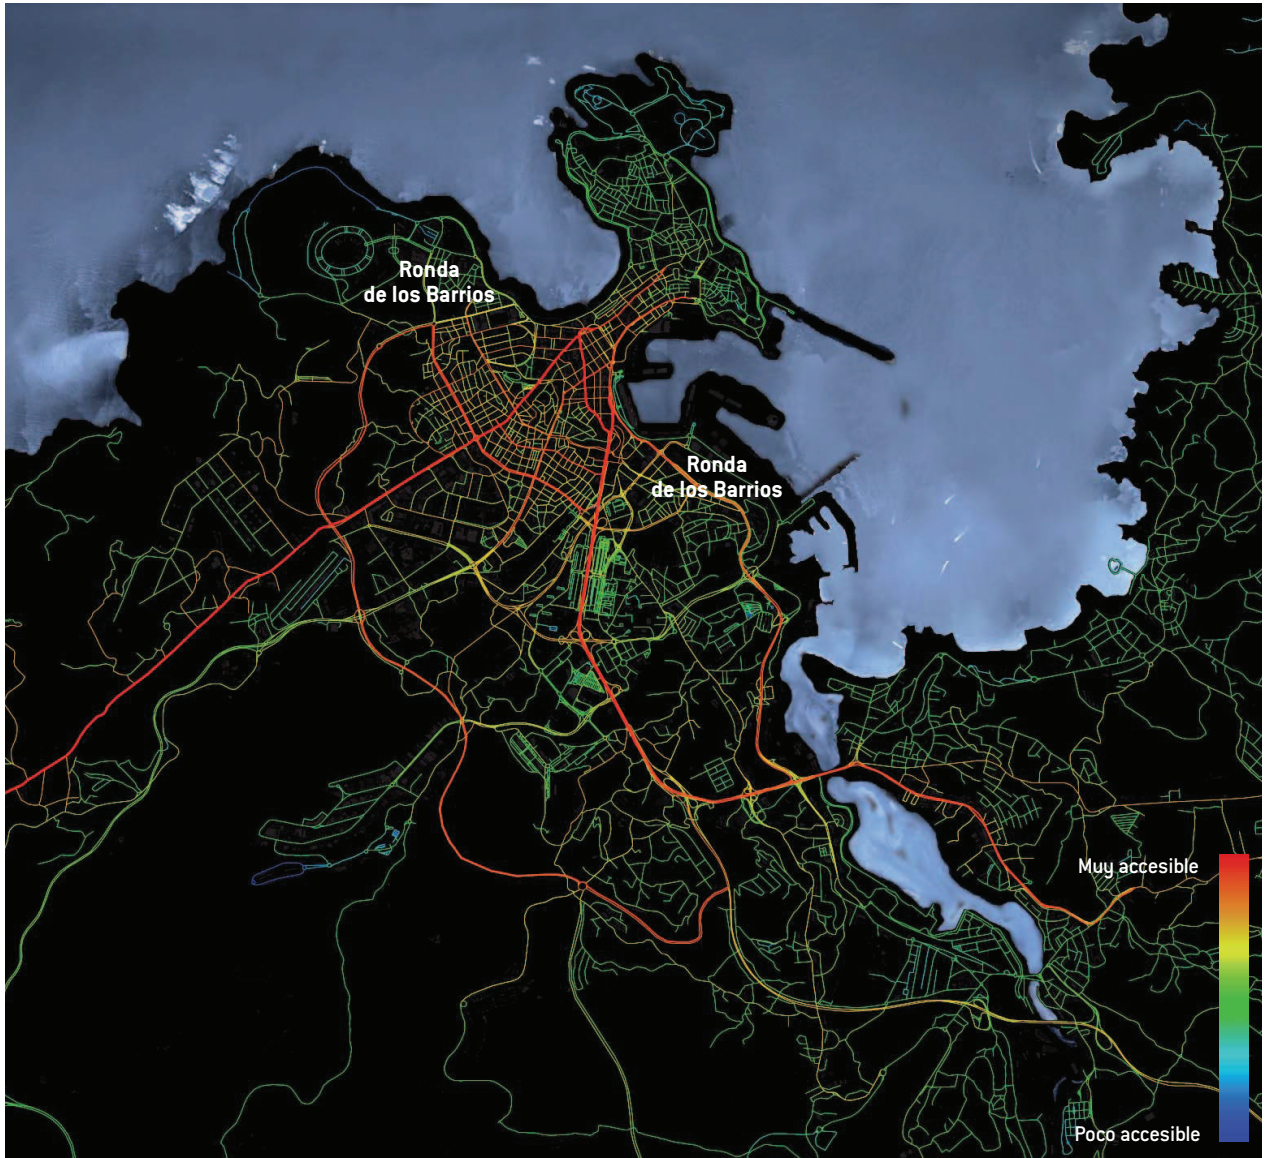 Ronda
de los Barrios
Ronda
de los Barrios
Muy accesible
Poco accesible